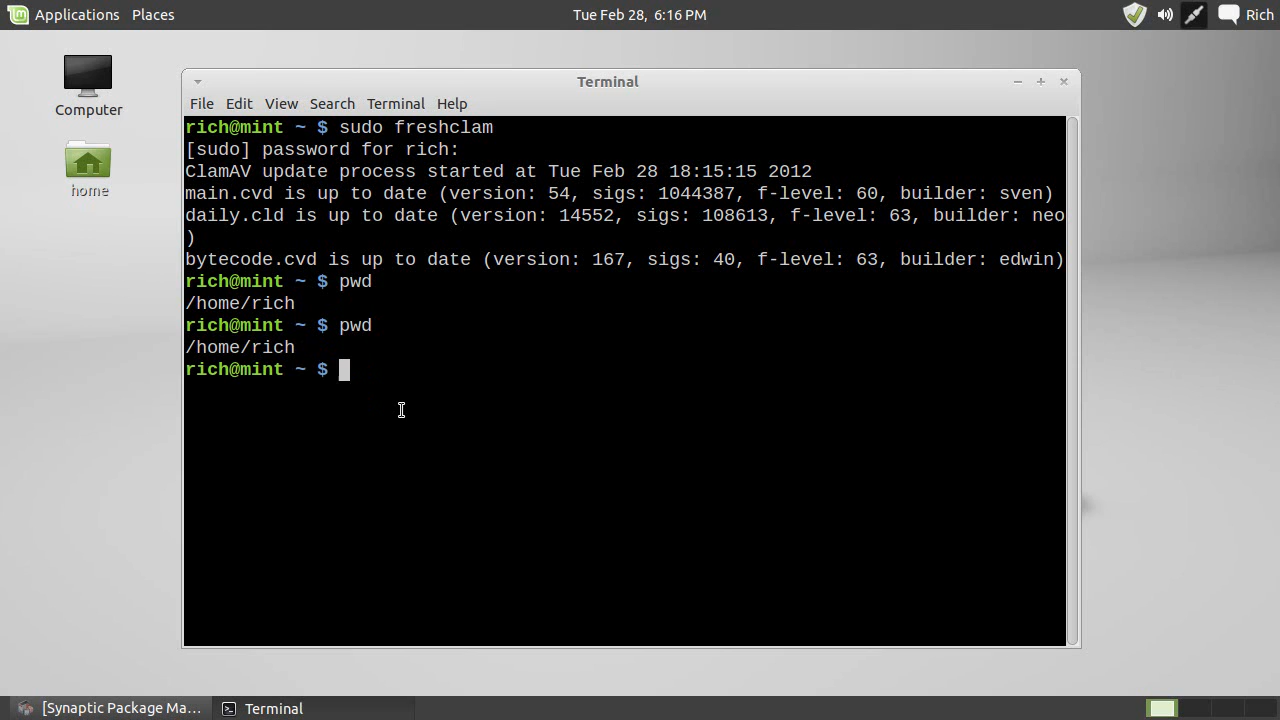 Applications Places Tue Feb 28, 6:16 PM Rich
Computer
home
Terminal
File Edit View Search Terminal Help
rich@mint ~ $ sudo freshclam
[sudo] password for rich:
ClamAV update process started at Tue Feb 28 18:15:15 2012
main.cvd is up to date (version: 54, sigs: 1044387, f-level: 60, builder: sven)
daily.cld is up to date (version: 14552, sigs: 108613, f-level: 63, builder: neo
)
bytecode.cvd is up to date (version: 167, sigs: 40, f-level: 63, builder: edwin)
rich@mint ~ $ pwd
/home/rich
rich@mint ~ $ pwd
/home/rich
rich@mint ~ $
[Synaptic Package Ma... Terminal